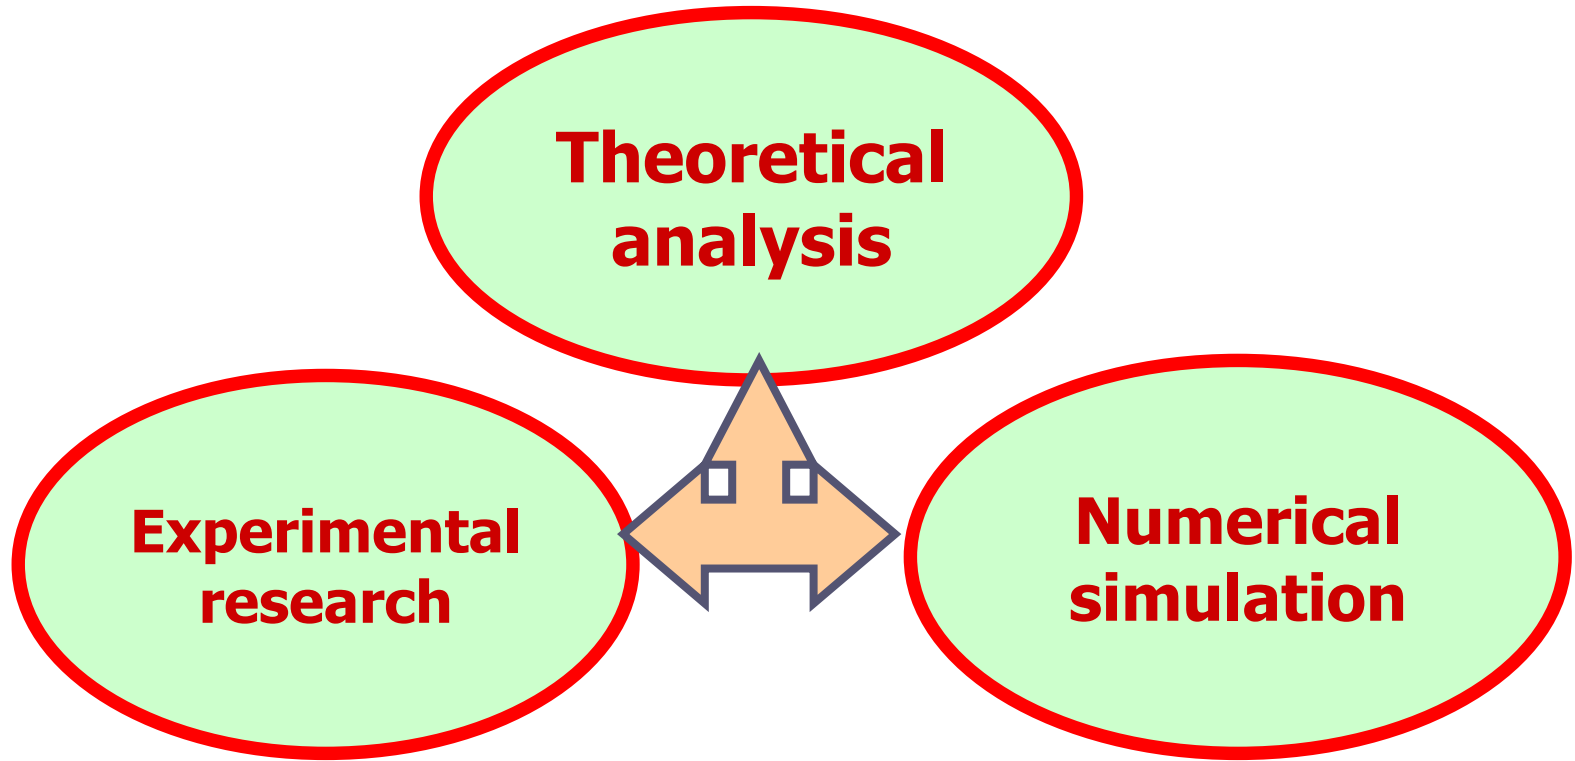 Theoretical
analysis
Experimental
research
Numerical
simulation